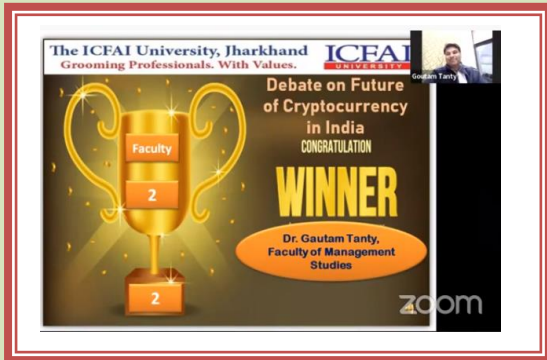 The ICFAI University, Jharkhand
Grooming Professionals. With Values.
ICFAI
UNIVERSITY
Goutam Tanty
Debate on Future
of Cryptocurrency
in India
CONGRATULATION
WINNER
Dr. Gautam Tanty,
Faculty of Management
Studies
Faculty
2
2
zoom